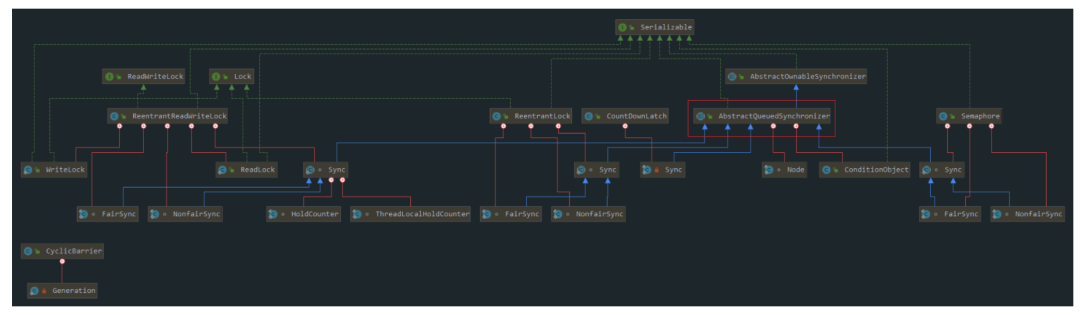 Serializable
ReadWriteLock
Lock
AbstractOwnableSynchronizer
ReentrantReadWriteLock
ReentrantLock
CountDownLatch
AbstractQueuedSynchronizer
Semaphore
WriteLock
ReadLock
Sync
Sync
Sync
Node
ConditionObject
Sync
FairSync
NonfairSync
HoldCounter
ThreadLocalHoldCounter
FairSync
NonfairSync
FairSync
NonfairSync
CyclicBarrier
Generation